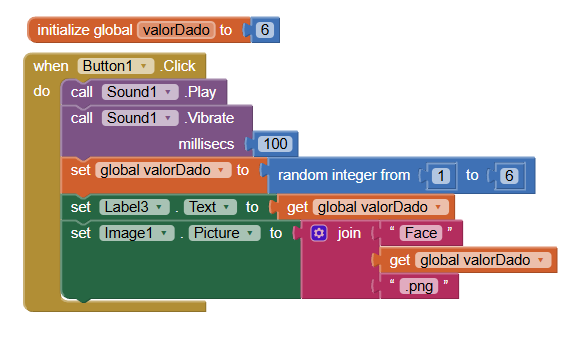 initialize global valorDado to 6
when Button1 .Click
do call Sound1 .Play
call Sound1 .Vibrate
millisecs 100
set global valorDado to random integer from 1 to 6
set Label3 . Text to get global valorDado
set Image1 . Picture to join " Face "
get global valorDado
" .png "